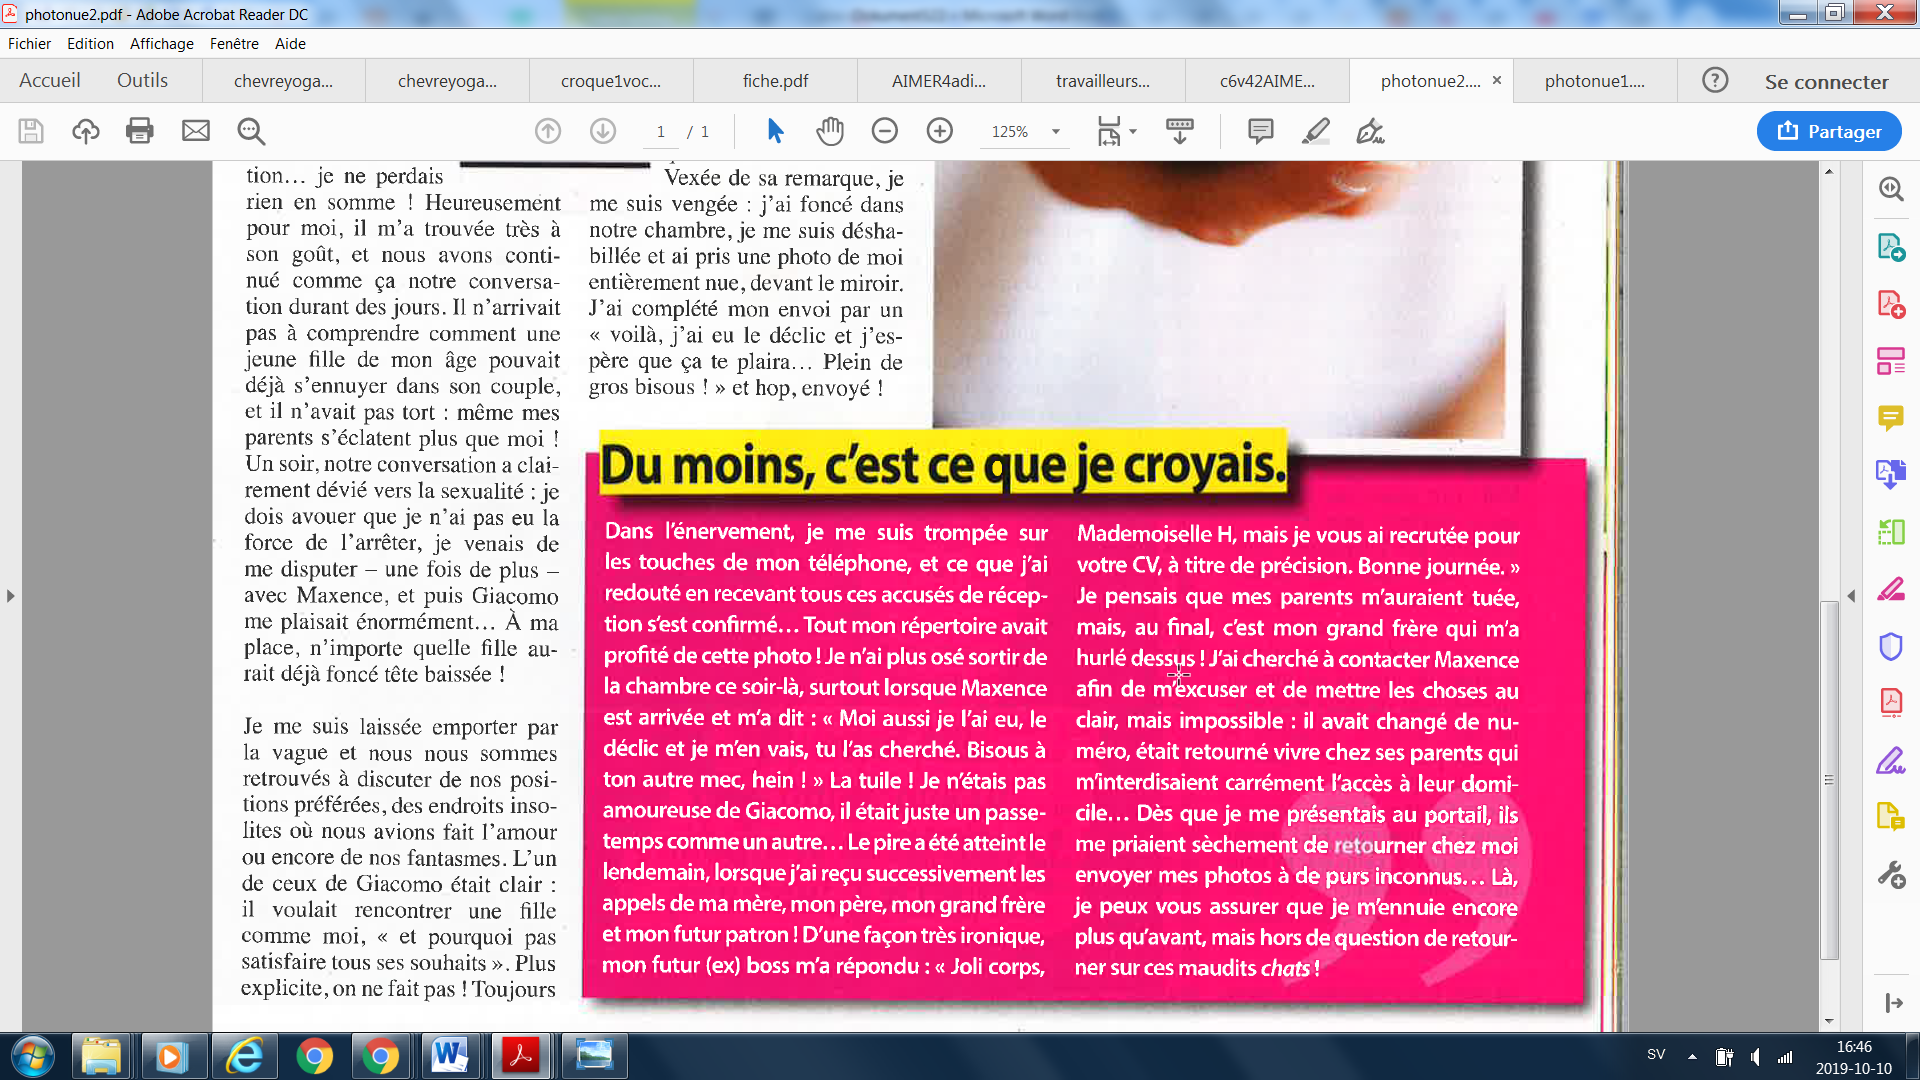 photonue2.pdf - Adobe Acrobat Reader DC
Fichier Edition Affichage Fenêtre Aide
Accueil Outils chevreyoga... chevreyoga... croque1voc... fiche.pdf AIMER4adi... travailleurs... c6v42AIME... photonue2.... × photonue1.... Se connecter
1 / 1 125% Partager
tion… je ne perdais
rien en somme ! Heureusement
pour moi, il m’a trouvée très à
son goût, et nous avons conti-
nué comme ça notre conversa-
tion durant des jours. Il n’arrivait
pas à comprendre comment une
jeune fille de mon âge pouvait
déjà s’ennuyer dans son couple,
et il n’avait pas tort : même mes
parents s’éclatent plus que moi !
Un soir, notre conversation a clai-
rement dévié vers la sexualité : je
dois avouer que je n’ai pas eu la
force de l’arrêter, je venais de
me disputer – une fois de plus –
avec Maxence, et puis Giacomo
me plaisait énormément… À ma
place, n’importe quelle fille au-
rait déjà foncé tête baissée !
Je me suis laissée emporter par
la vague et nous nous sommes
retrouvés à discuter de nos posi-
tions préférées, des endroits inso-
lites où nous avions fait l’amour
ou encore de nos fantasmes. L’un
de ceux de Giacomo était clair :
il voulait rencontrer une fille
comme moi, « et pourquoi pas
satisfaire tous ses souhaits ». Plus
explicite, on ne fait pas ! Toujours
Vexée de sa remarque, je
me suis vengée : j’ai foncé dans
notre chambre, je me suis désha-
billée et ai pris une photo de moi
entièrement nue, devant le miroir.
J’ai complété mon envoi par un
« voilà, j’ai eu le déclic et j’es-
père que ça te plaira… Plein de
gros bisous ! » et hop, envoyé !
Du moins, c’est ce que je croyais.
Dans l’énervement, je me suis trompée sur
les touches de mon téléphone, et ce que j’ai
redouté en recevant tous ces accusés de récep-
tion s’est confirmé… Tout mon répertoire avait
profité de cette photo ! Je n’ai plus osé sortir de
la chambre ce soir-là, surtout lorsque Maxence
est arrivée et m’a dit : « Moi aussi je l’ai eu, le
déclic et je m’en vais, tu l’as cherché. Bisous à
ton autre mec, hein ! » La tuile ! Je n’étais pas
amoureuse de Giacomo, il était juste un passe-
temps comme un autre… Le pire a été atteint le
lendemain, lorsque j’ai reçu successivement les
appels de ma mère, mon père, mon grand frère
et mon futur patron ! D’une façon très ironique,
mon futur (ex) boss m’a répondu : « Joli corps,
Mademoiselle H, mais je vous ai recrutée pour
votre CV, à titre de précision. Bonne journée. »
Je pensais que mes parents m’auraient tuée,
mais, au final, c’est mon grand frère qui m’a
hurlé dessus ! J’ai cherché à contacter Maxence
afin de m’excuser et de mettre les choses au
clair, mais impossible : il avait changé de nu-
méro, était retourné vivre chez ses parents qui
m’interdisaient carrément l’accès à leur domi-
cile… Dès que je me présentais au portail, ils
me priaient sèchement de retourner chez moi
envoyer mes photos à de purs inconnus… Là,
je peux vous assurer que je m’ennuie encore
plus qu’avant, mais hors de question de retour-
ner sur ces maudits chats !
SV 16:46
2019-10-10